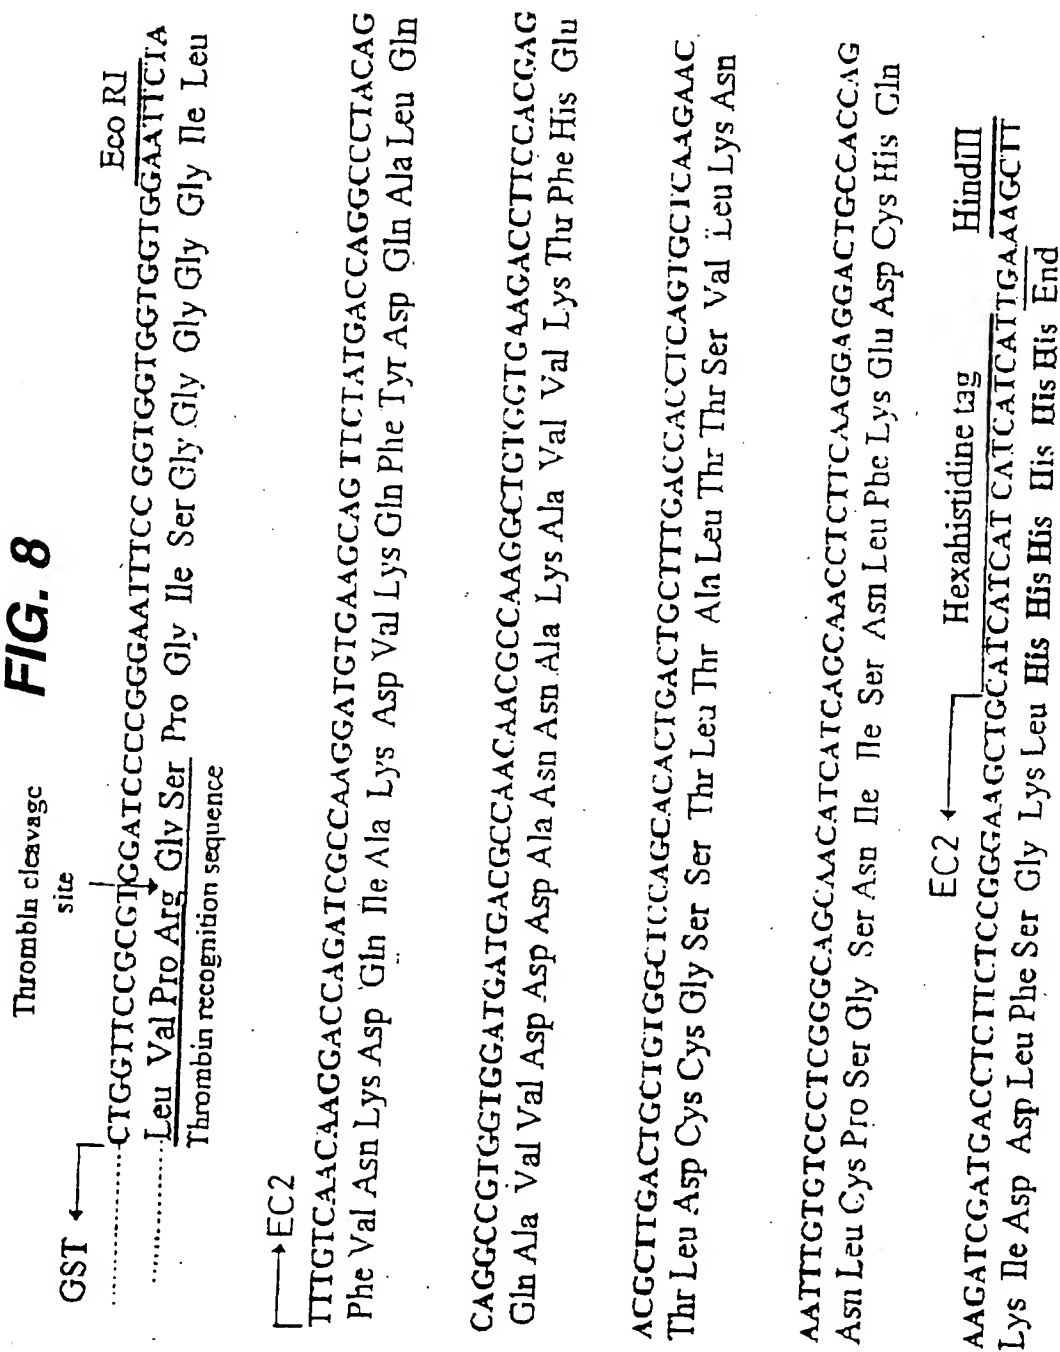 FIG. 8
Thrombin cleavage
site
GST
Eco RI
CTGGTTCCGCGTGGATCCCCGGGAATTTCC GGTGGTGGTGGTGGAATTCTA
Leu Val Pro Arg Gly Ser Pro Gly Ile Ser Gly Gly Gly Gly Gly Ile Leu
Thrombin recognition sequence
EC2
TTTGTCAACAAGGACCAGATCGCCAAGGATGTGAAGCAG TTCTATGACCAGGCCCTACAG
Phe Val Asn Lys Asp Gln Ile Ala Lys Asp Val Lys Gln Phe Tyr Asp Gln Ala Leu Gln
CAGGCCGTGGTGGATGATGACGCCAACAACGCCAAGGCTGTGGTGAAGACCTTCCACGAG
Gln Ala Val Val Asp Asp Asp Ala Asn Asn Ala Lys Ala Val Val Lys Thr Phe His Glu
ACGCTTGACTGCTGTGGCTCCAGCACACTGACTGCTTTGACCACCTCAGTGCTCAAGAAC
Thr Leu Asp Cys Cys Gly Ser Ser Thr Leu Thr Ala Leu Thr Thr Ser Val Leu Lys Asn
AATTTGTGTCCCTCGGGCAGCAACATCATCAGCAACCTCTTCAAGGAGGACTGCCACCAG
Asn Leu Cys Pro Ser Gly Ser Asn Ile Ile Ser Asn Leu Phe Lys Glu Asp Cys His Gln
EC2
Hexahistidine tag
HindIII
AAGATCGATGACCTCTTCTCCGGGAAGCTGCATCATCAT CATCATCATTGAAAGCTT
Lys Ile Asp Asp Leu Phe Ser Gly Lys Leu His His His His His His End